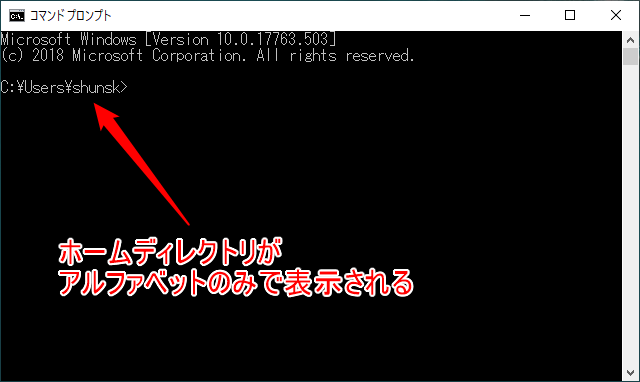 コマンドプロンプト
Microsoft Windows [Version 10.0.17763.503]
(c) 2018 Microsoft Corporation. All rights reserved.
C:¥Users¥shunsk>
ホームディレクトリが
アルファベットのみで表示される